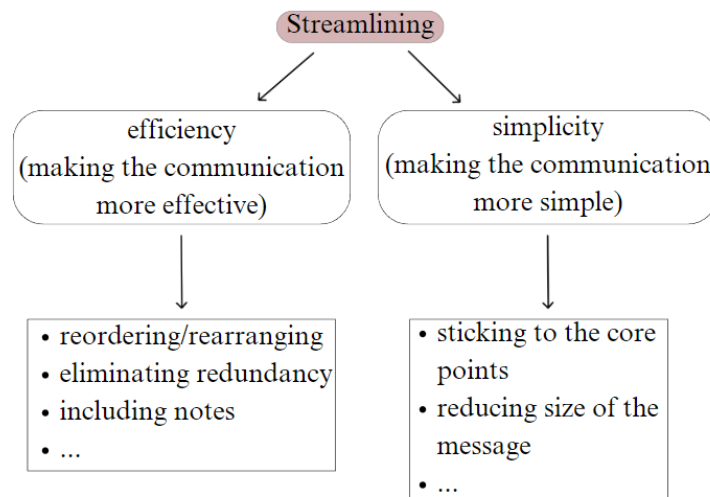 Streamlining
efficiency
(making the communication
more effective)
simplicity
(making the communication
more simple)
• reordering/rearranging
• eliminating redundancy
• including notes
• ...
• sticking to the core
points
• reducing size of the
message
• ...